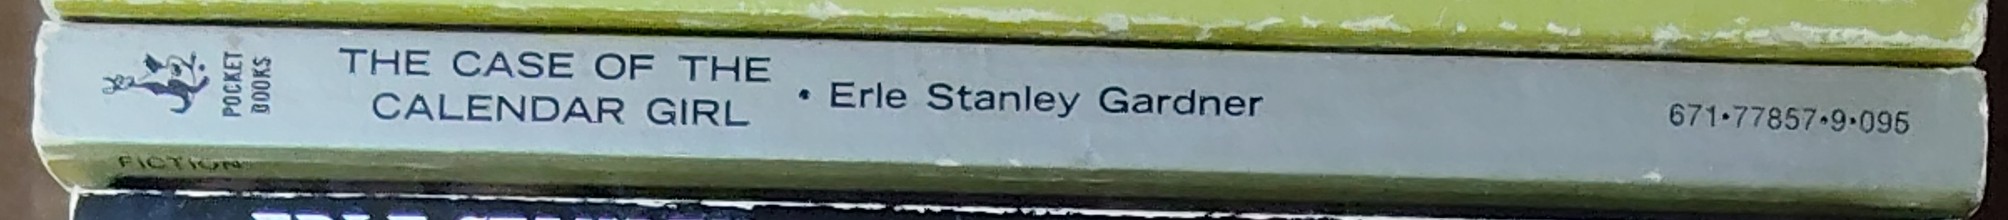 POCKET
BOOKS
THE CASE OF THE
CALENDAR GIRL
• Erle Stanley Gardner
671•77857•9•095
FICTION